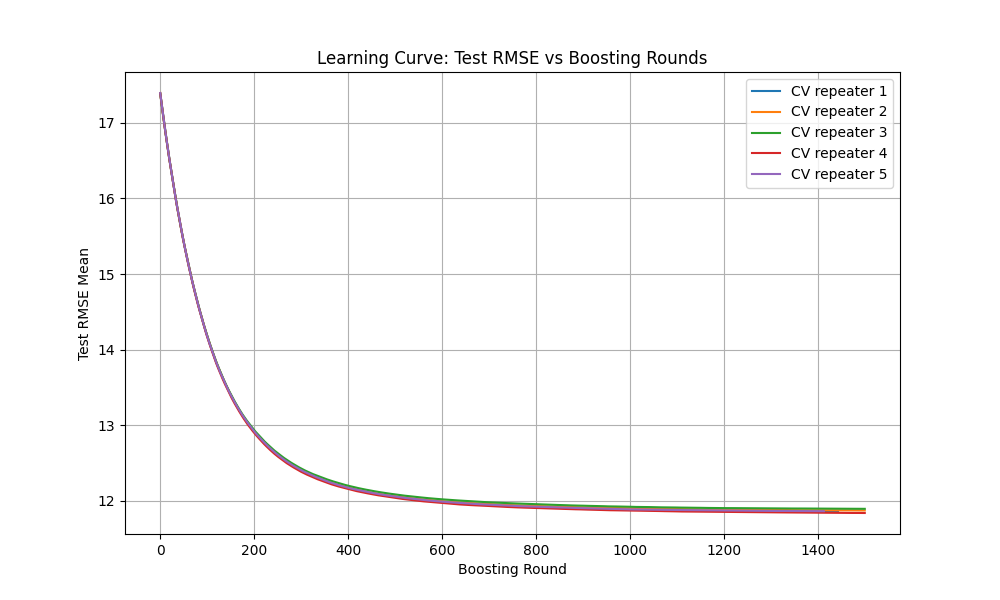 Learning Curve: Test RMSE vs Boosting Rounds
CV repeater 1
CV repeater 2
CV repeater 3
CV repeater 4
CV repeater 5
Test RMSE Mean
17
16
15
14
13
12
0 200 400 600 800 1000 1200 1400
Boosting Round